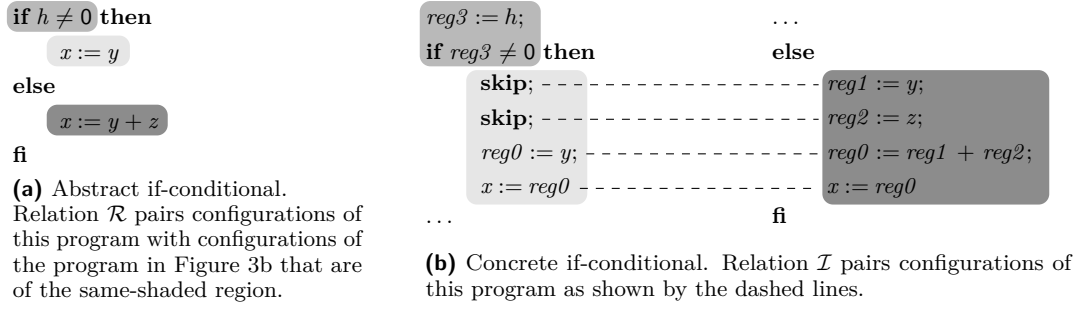 if h ≠ 0 then
x := y
else
x := y + z
fi
(a) Abstract if-conditional.
Relation R pairs configurations of
this program with configurations of
the program in Figure 3b that are
of the same-shaded region.
reg3 := h; ...
if reg3 ≠ 0 then else
skip; reg1 := y;
skip; reg2 := z;
reg0 := y; reg0 := reg1 + reg2;
x := reg0 x := reg0
... fi
(b) Concrete if-conditional. Relation I pairs configurations of
this program as shown by the dashed lines.